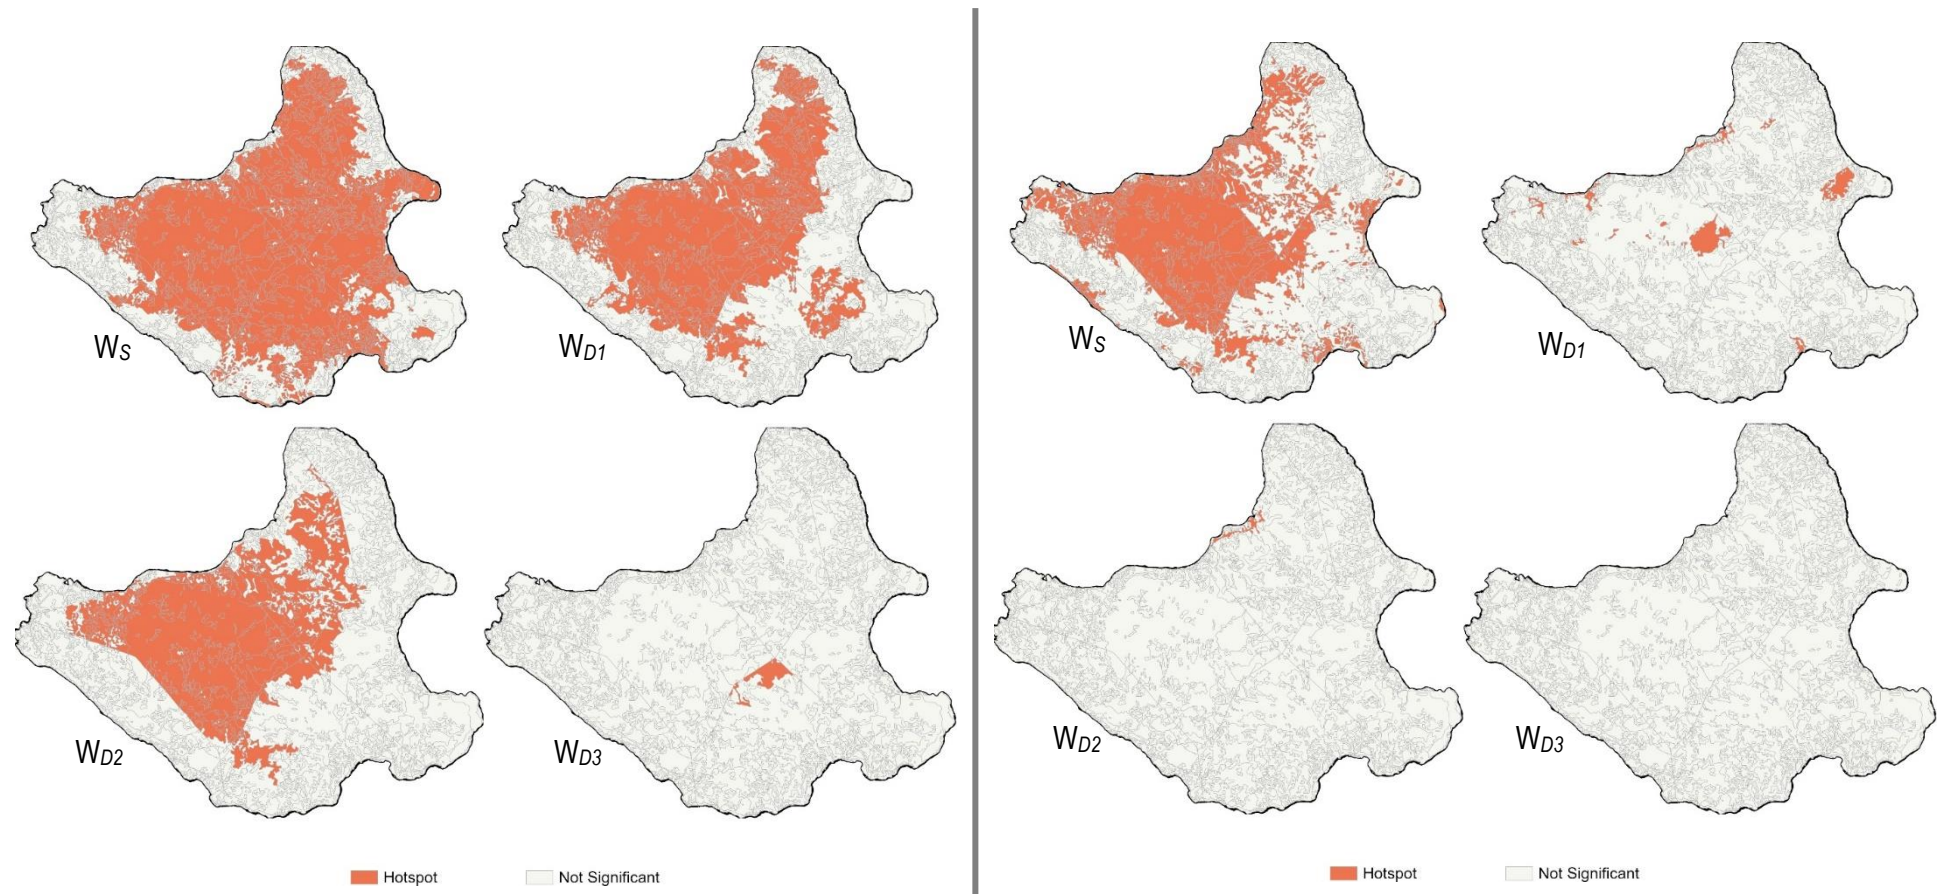 WS
WD1
WD2
WD3
Hotspot
Not Significant
WS
WD1
WD2
WD3
Hotspot
Not Significant